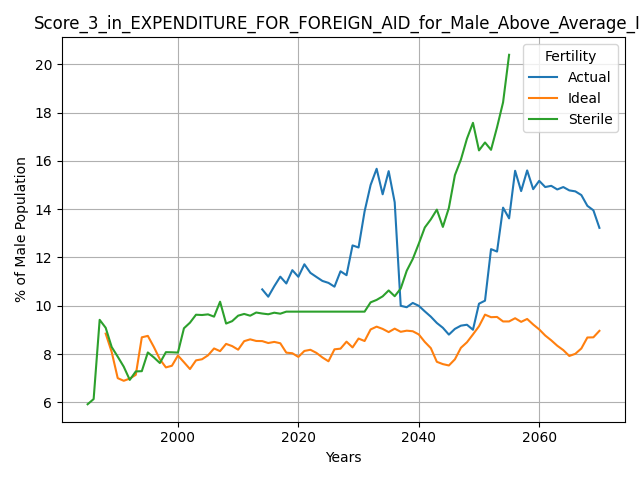 Score_3_in_EXPENDITURE_FOR_FOREIGN_AID_for_Male_Above_Average_I
Fertility
Actual
Ideal
Sterile
% of Male Population
20
18
16
14
12
10
8
6
2000 2020 2040 2060
Years